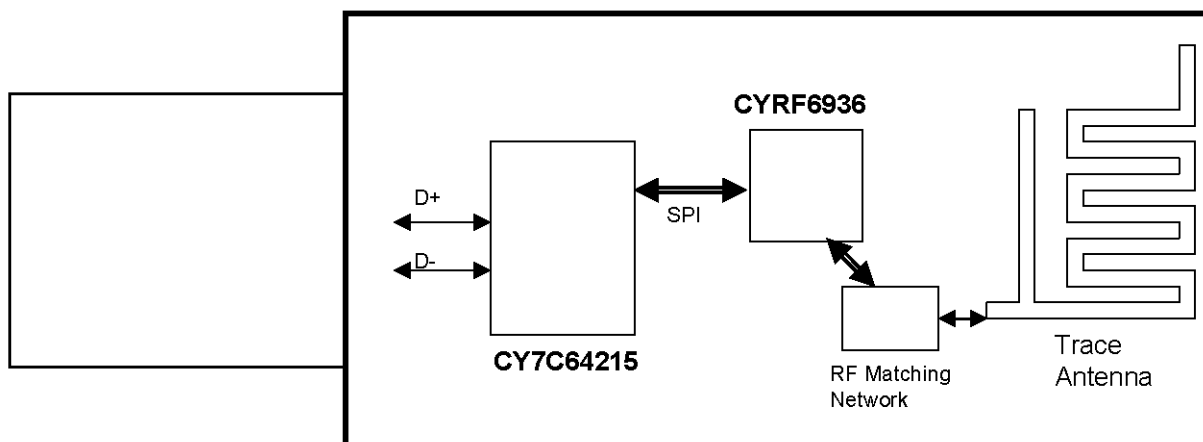 CYRF6936
D+
SPI
D-
CY7C64215
RF Matching
Network
Trace
Antenna